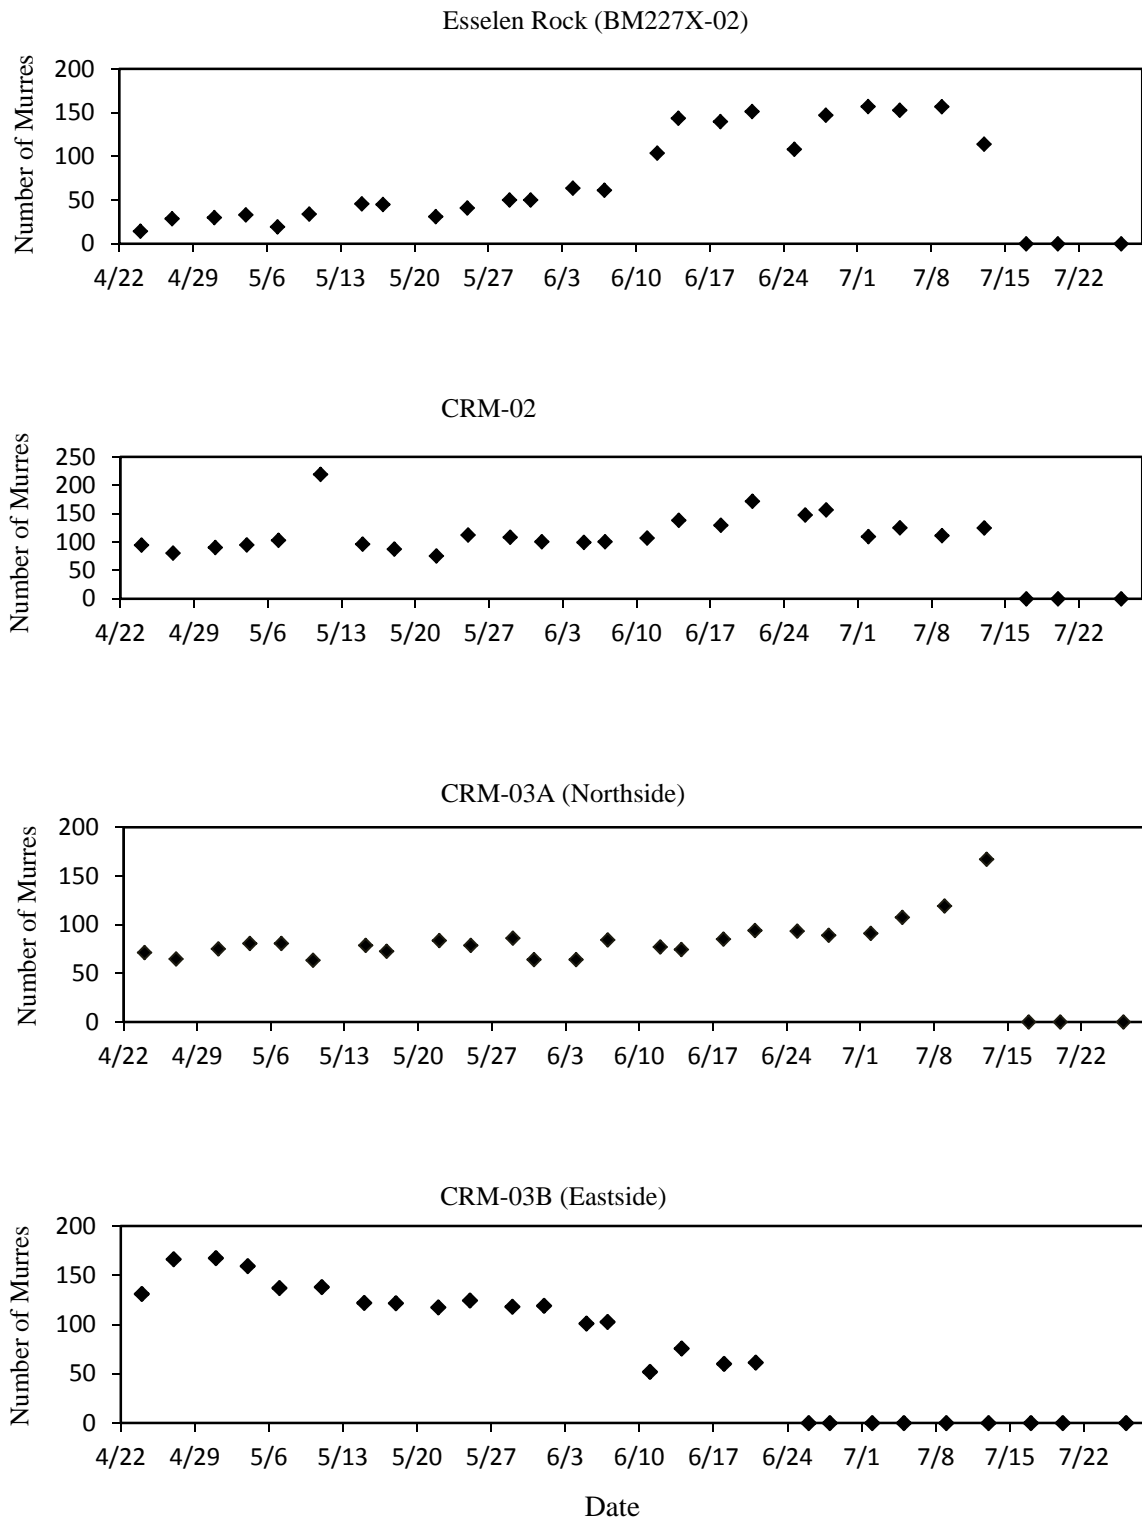 Esselen Rock (BM227X-02)
Number of Murres
200
150
100
50
0
4/22 4/29 5/6 5/13 5/20 5/27 6/3 6/10 6/17 6/24 7/1 7/8 7/15 7/22
CRM-02
Number of Murres
250
200
150
100
50
0
4/22 4/29 5/6 5/13 5/20 5/27 6/3 6/10 6/17 6/24 7/1 7/8 7/15 7/22
CRM-03A (Northside)
Number of Murres
200
150
100
50
0
4/22 4/29 5/6 5/13 5/20 5/27 6/3 6/10 6/17 6/24 7/1 7/8 7/15 7/22
CRM-03B (Eastside)
Number of Murres
200
150
100
50
0
4/22 4/29 5/6 5/13 5/20 5/27 6/3 6/10 6/17 6/24 7/1 7/8 7/15 7/22
Date